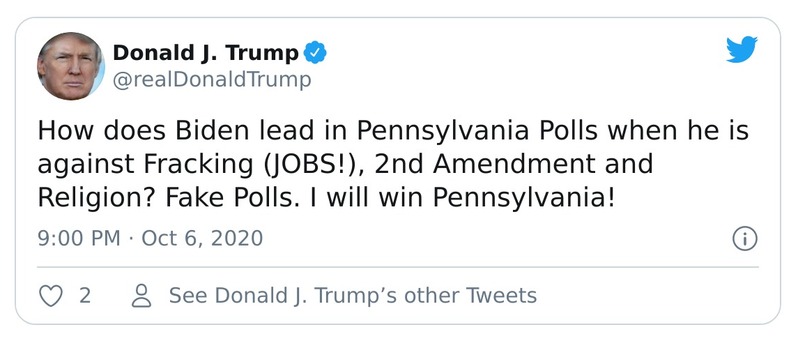 Donald J. Trump
@realDonaldTrump
How does Biden lead in Pennsylvania Polls when he is
against Fracking (JOBS!), 2nd Amendment and
Religion? Fake Polls. I will win Pennsylvania!
9:00 PM · Oct 6, 2020
2
See Donald J. Trump’s other Tweets